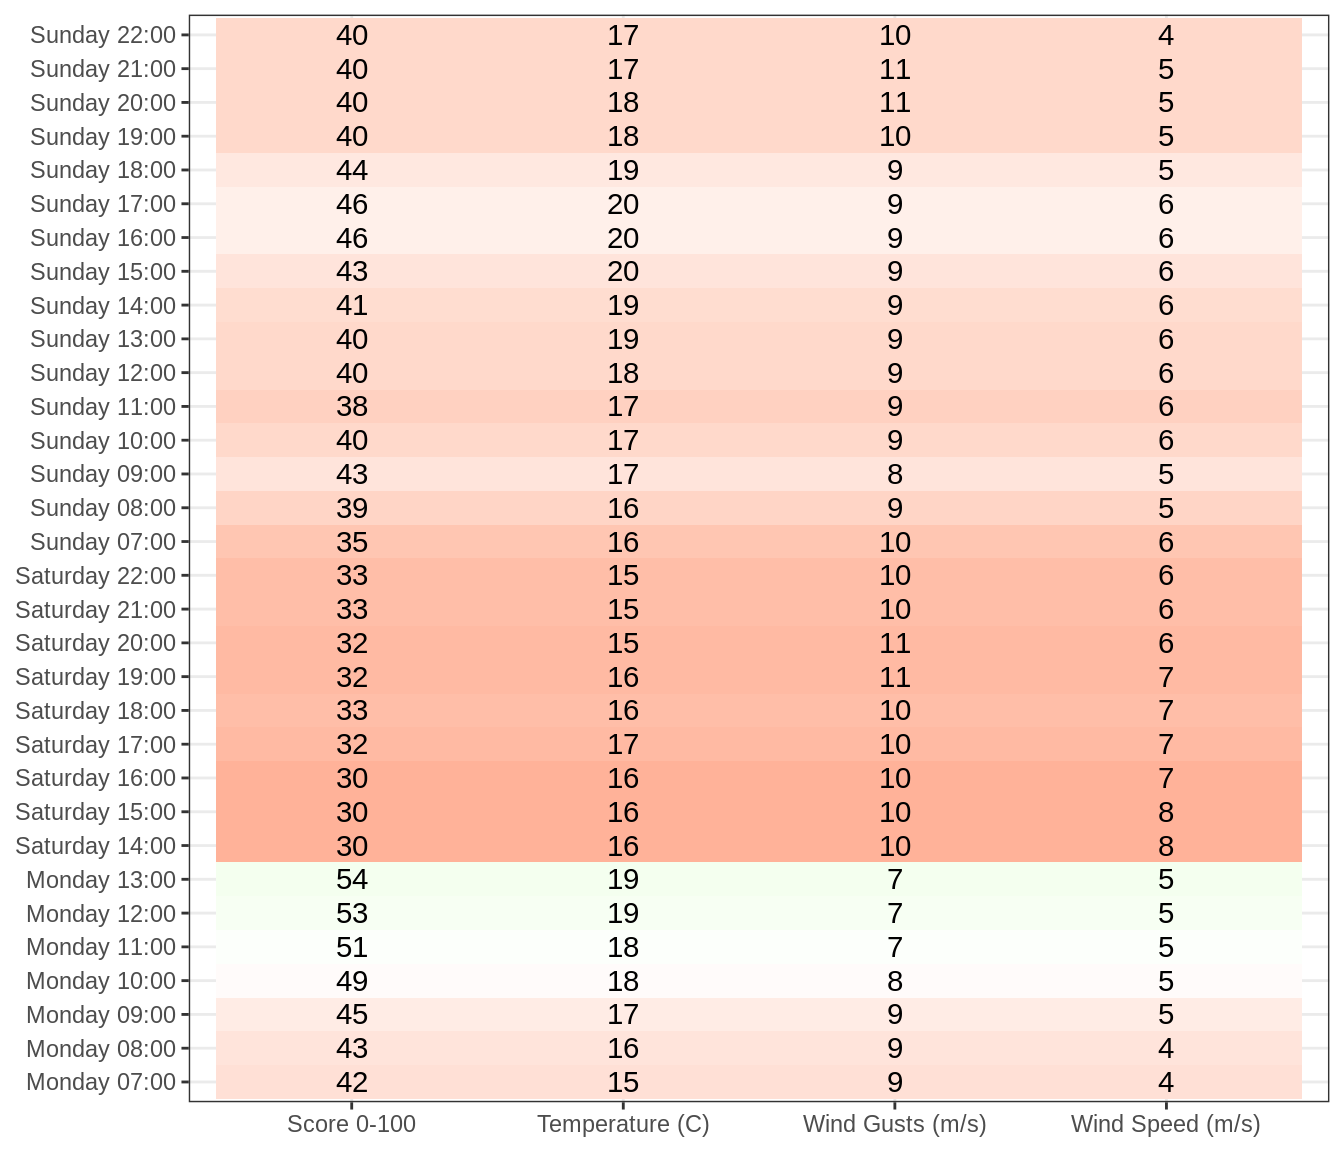 Sunday 22:00 40 17 10 4
Sunday 21:00 40 17 11 5
Sunday 20:00 40 18 11 5
Sunday 19:00 40 18 10 5
Sunday 18:00 44 19 9 5
Sunday 17:00 46 20 9 6
Sunday 16:00 46 20 9 6
Sunday 15:00 43 20 9 6
Sunday 14:00 41 19 9 6
Sunday 13:00 40 19 9 6
Sunday 12:00 40 18 9 6
Sunday 11:00 38 17 9 6
Sunday 10:00 40 17 9 6
Sunday 09:00 43 17 8 5
Sunday 08:00 39 16 9 5
Sunday 07:00 35 16 10 6
Saturday 22:00 33 15 10 6
Saturday 21:00 33 15 10 6
Saturday 20:00 32 15 11 6
Saturday 19:00 32 16 11 7
Saturday 18:00 33 16 10 7
Saturday 17:00 32 17 10 7
Saturday 16:00 30 16 10 7
Saturday 15:00 30 16 10 8
Saturday 14:00 30 16 10 8
Monday 13:00 54 19 7 5
Monday 12:00 53 19 7 5
Monday 11:00 51 18 7 5
Monday 10:00 49 18 8 5
Monday 09:00 45 17 9 5
Monday 08:00 43 16 9 4
Monday 07:00 42 15 9 4
Score 0-100 Temperature (C) Wind Gusts (m/s) Wind Speed (m/s)